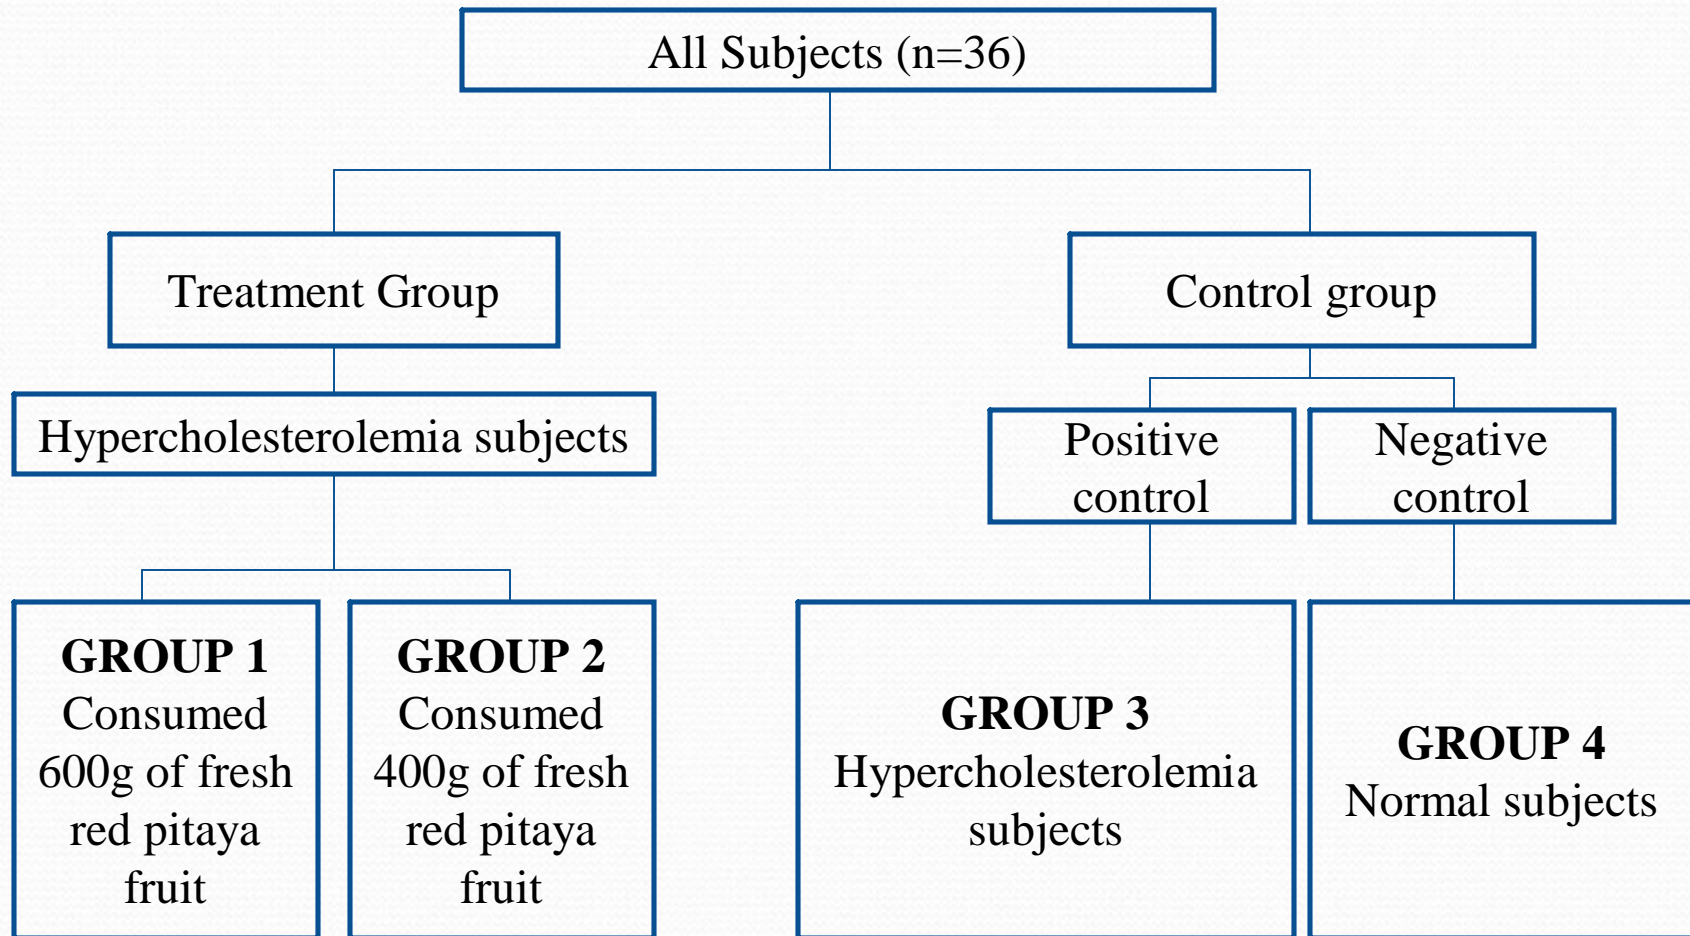 All Subjects (n=36)
Treatment Group
Control group
Hypercholesterolemia subjects
Positive
control
Negative
control
GROUP 1
Consumed
600g of fresh
red pitaya
fruit
GROUP 2
Consumed
400g of fresh
red pitaya
fruit
GROUP 3
Hypercholesterolemia
subjects
GROUP 4
Normal subjects